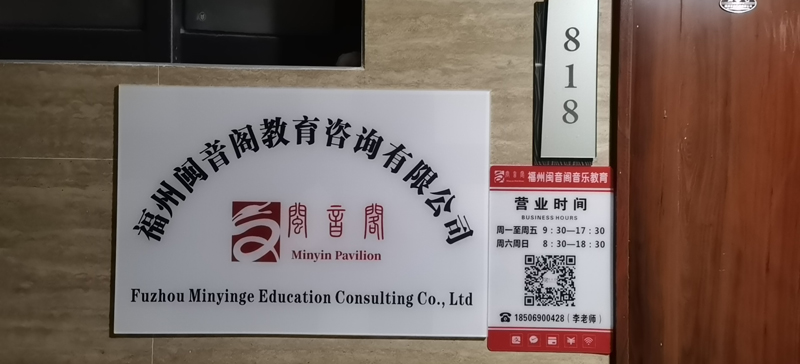 福州闽音阁教育咨询有限公司
閩音閣
Minyin Pavilion
Fuzhou Minyinge Education Consulting Co., Ltd
818
福州闽音阁音乐教育
营业时间
BUSINESS HOURS
周一至周五 9：30—17：30
周六周日 8：30—18：30
18506900428（李老师）